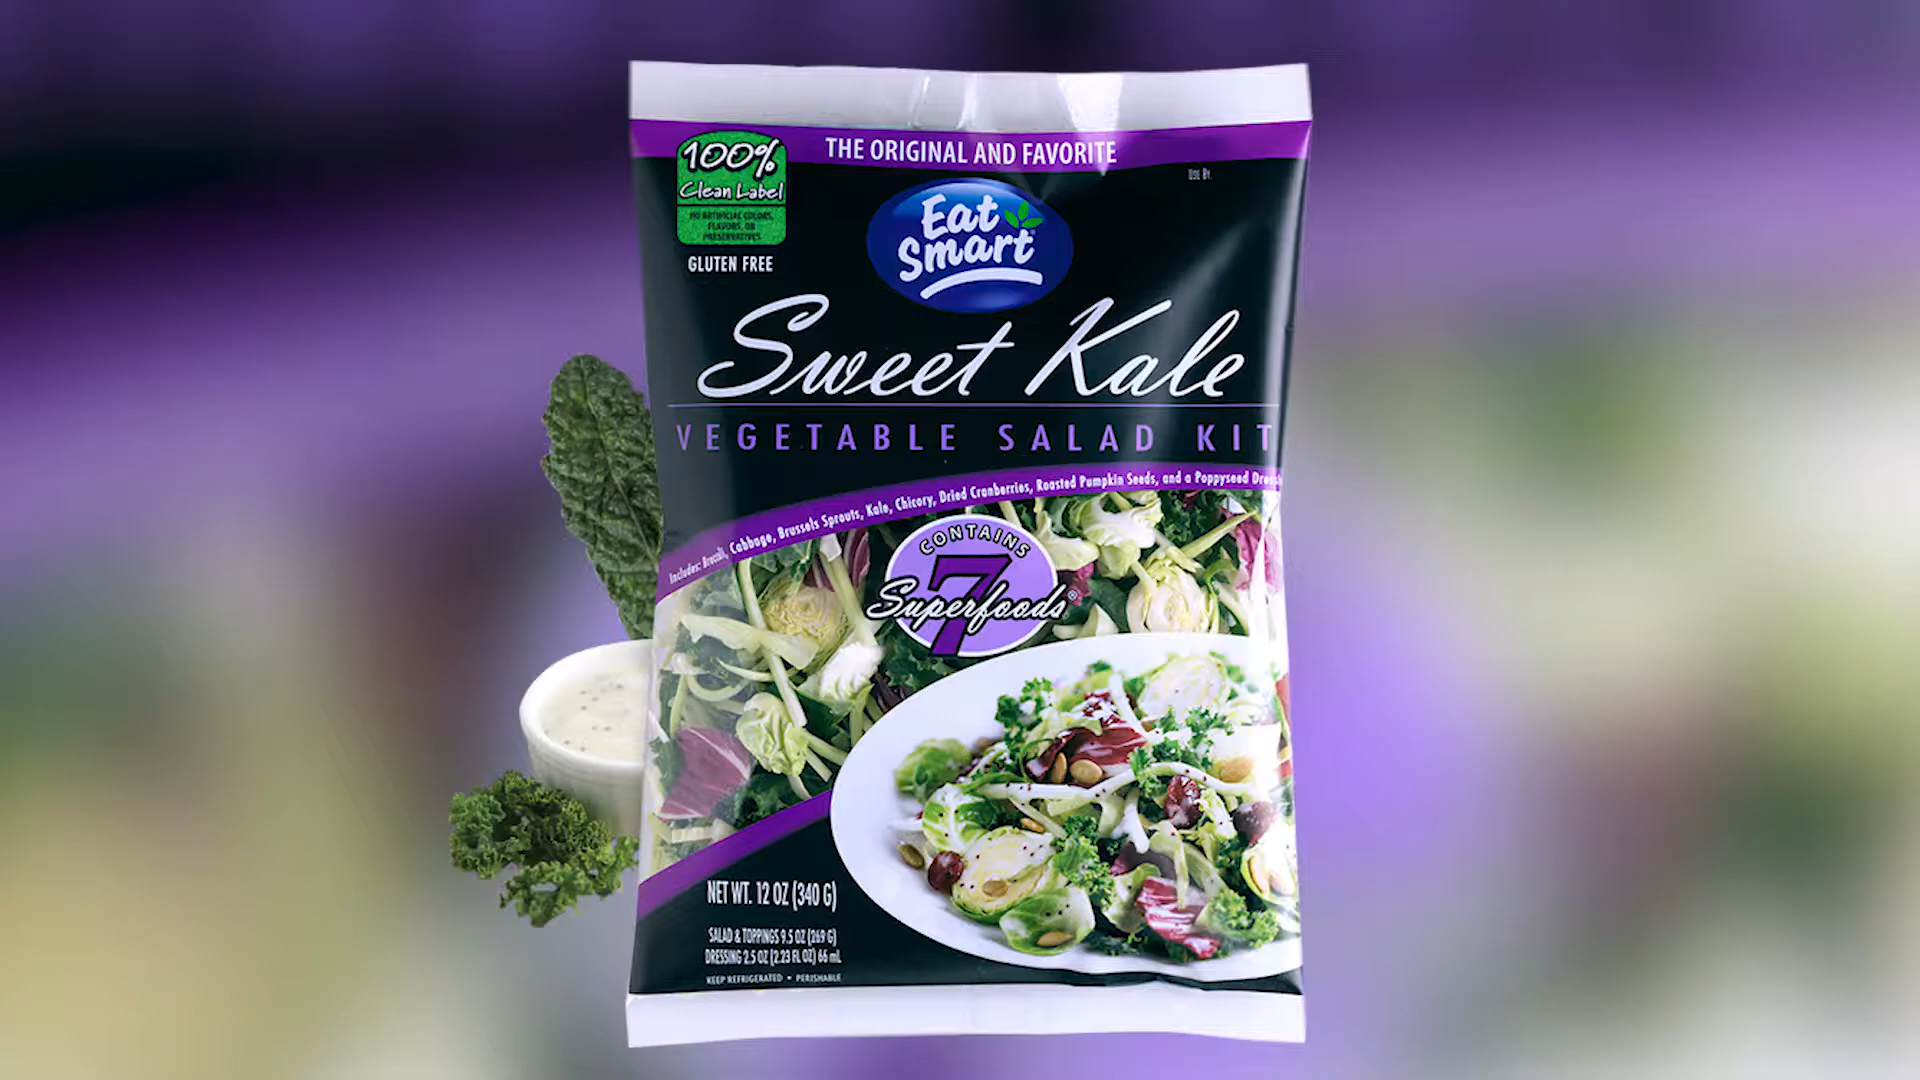 THE ORIGINAL AND FAVORITE
100%
Clean Label
NO ARTIFICIAL COLORS,
FLAVORS, OR
PRESERVATIVES
GLUTEN FREE
USE BY.
Eat
Smart
Sweet Kale
VEGETABLE SALAD KIT
Includes: Broccoli, Cabbage, Brussels Sprouts, Kale, Chicory, Dried Cranberries, Roasted Pumpkin Seeds, and a Poppyseed
CONTAINS
7
Superfoods®
NET WT. 12 OZ (340 G)
SALAD & TOPPINGS 9.5 OZ (269 G)
DRESSING 2.5 OZ (2.23 FL OZ) 66 mL
KEEP REFRIGERATED • PERISHABLE